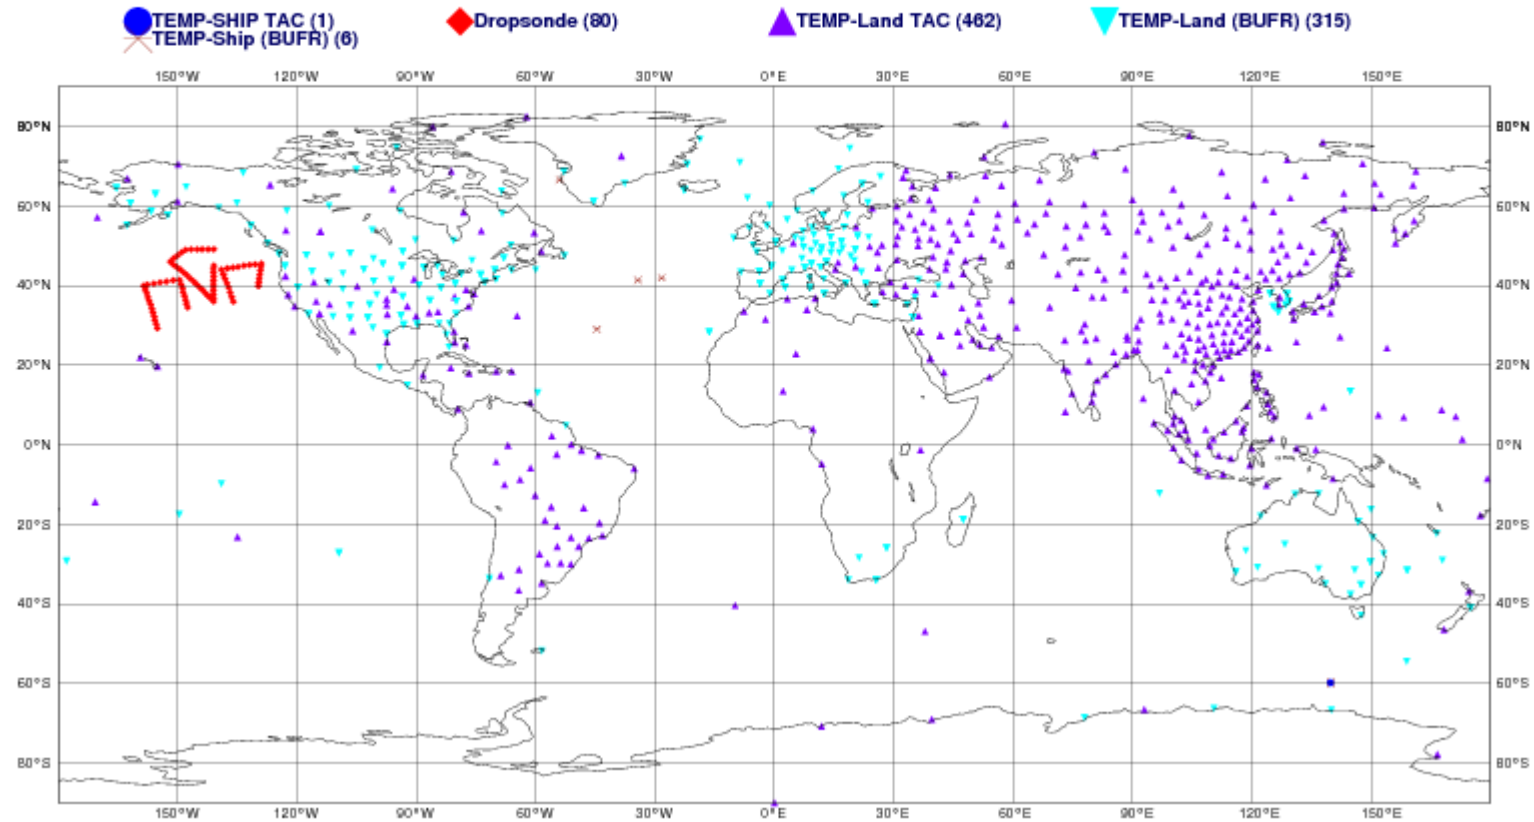 TEMP-SHIP TAC (1) Dropsonde (80) TEMP-Land TAC (462) TEMP-Land (BUFR) (315)
TEMP-Ship (BUFR) (6)
150°W 120°W 90°W 60°W 30°W 0°E 30°E 60°E 90°E 120°E 150°E
80°N 80°N
60°N 60°N
40°N 40°N
20°N 20°N
0°N 0°N
20°S 20°S
40°S 40°S
60°S 60°S
80°S 80°S
150°W 120°W 90°W 60°W 30°W 0°E 30°E 60°E 90°E 120°E 150°E